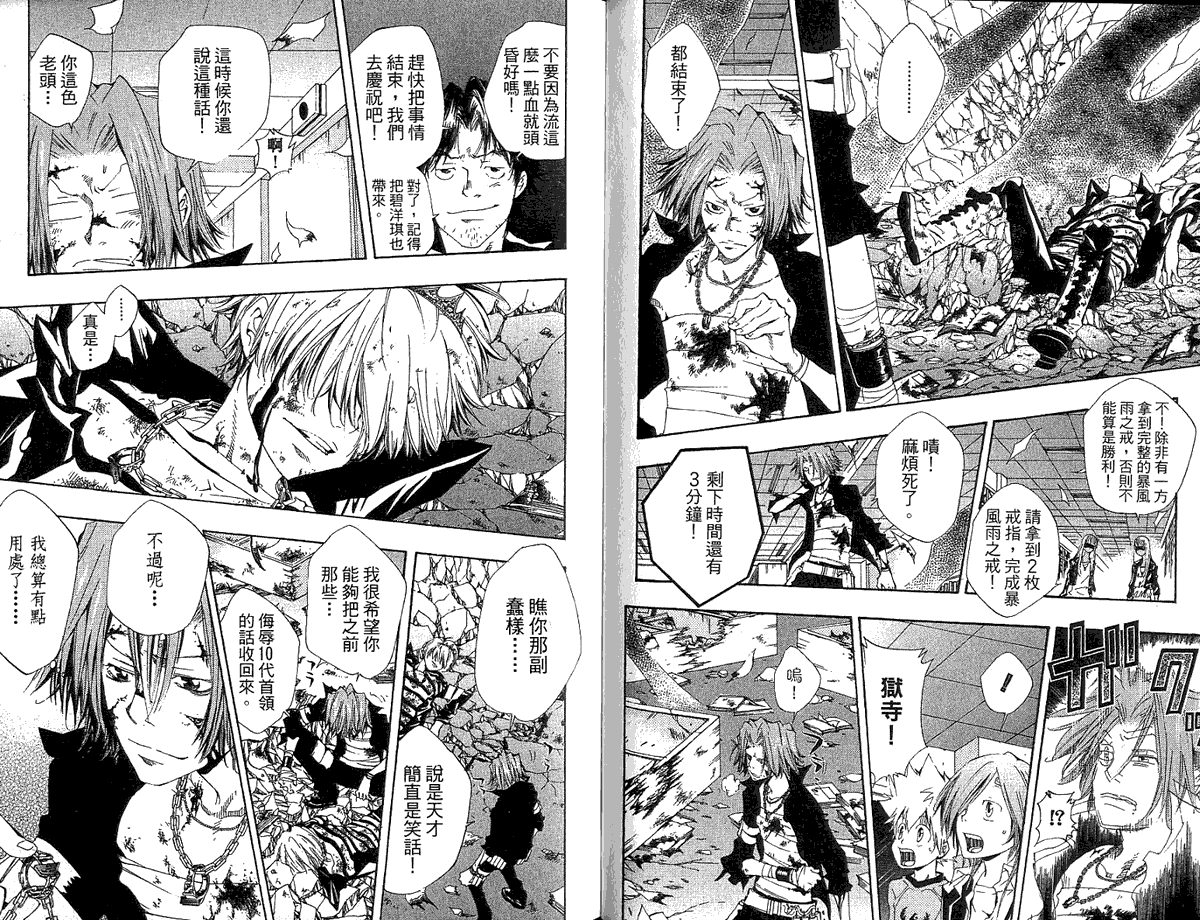 ………
都結束了！
不！除非有一方
拿到完整的暴風
雨之戒，否則不
能算是勝利！
請拿到2枚
戒指，完成暴
風雨之戒！
嘖！
麻煩死了。
剩下時間還有
3分鐘！
ガクッ
!?
！
獄寺！
嗚！
不要因為流這
麼一點血就頭
昏好嗎！
趕快把事情
結束，我們
去慶祝吧！
對了，記得
把碧洋琪也
帶來。
啊！
這時候你還
說這種話！
你這色
老頭…
……
真是…
瞧你那副
蠢樣……
說是天才
簡直是笑話！
我很希望你
能夠把之前
那些…
侮辱10代首領
的話收回來。
不過呢…
我總算有點
用處了……